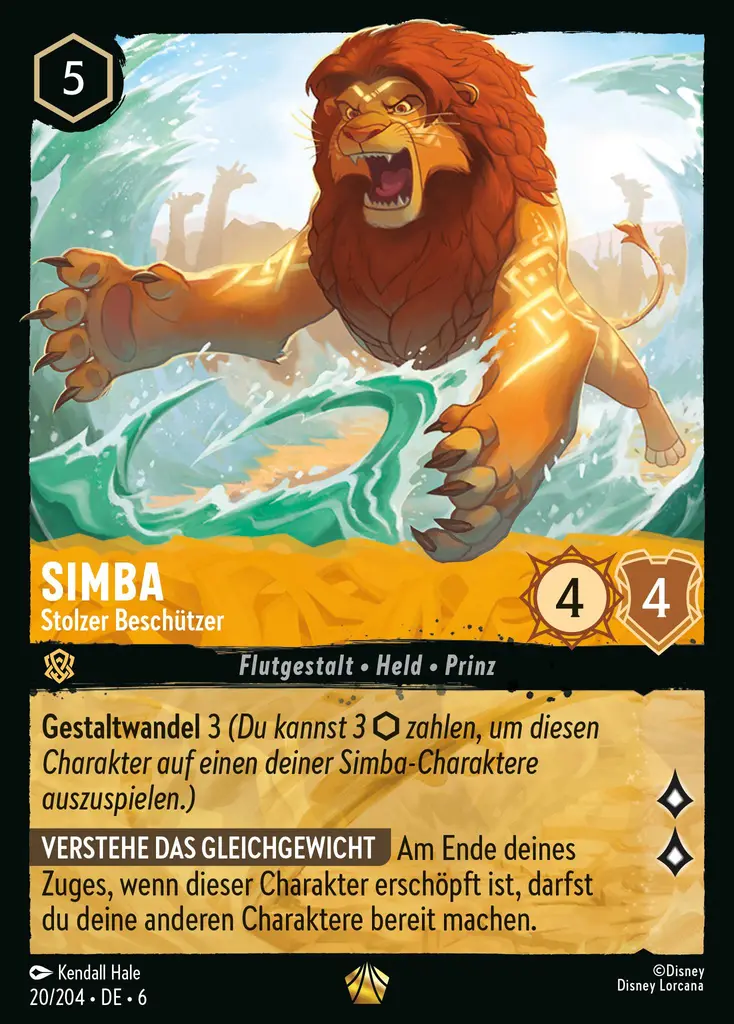 5
SIMBA
Stolzer Beschützer
4
4
Flutgestalt • Held • Prinz
Gestaltwandel 3 (Du kannst 3 ⬡ zahlen, um diesen
Charakter auf einen deiner Simba-Charaktere
auszuspielen.)
VERSTEHE DAS GLEICHGEWICHT Am Ende deines
Zuges, wenn dieser Charakter erschöpft ist, darfst
du deine anderen Charaktere bereit machen.
Kendall Hale
20/204 • DE • 6
©Disney
Disney Lorcana